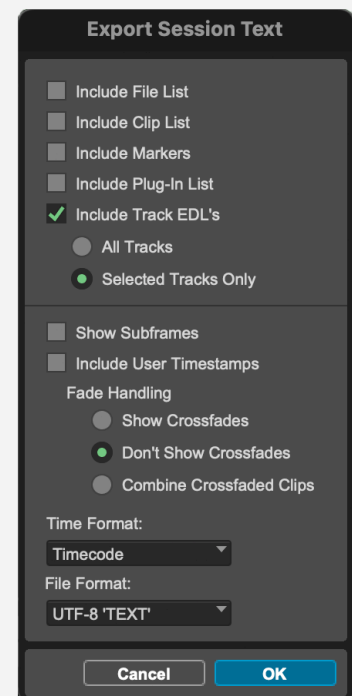 Export Session Text
Include File List
Include Clip List
Include Markers
Include Plug-In List
Include Track EDL's
All Tracks
Selected Tracks Only
Show Subframes
Include User Timestamps
Fade Handling
Show Crossfades
Don't Show Crossfades
Combine Crossfaded Clips
Time Format:
Timecode
File Format:
UTF-8 'TEXT'
Cancel OK